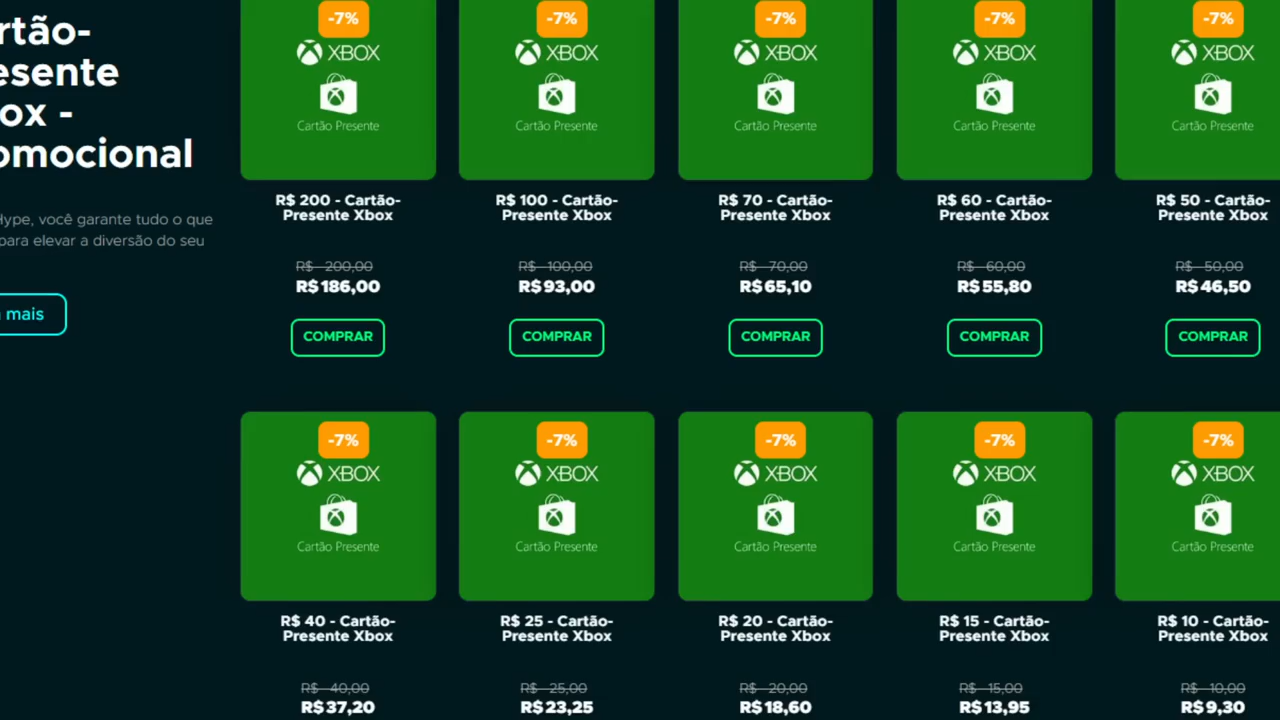 rtão-
esente
ox -
omocional
Hype, você garante tudo o que
para elevar a diversão do seu
mais
-7%
XBOX
Cartão Presente
R$ 200 - Cartão-
Presente Xbox
R$ 200,00
R$ 186,00
COMPRAR
-7%
XBOX
Cartão Presente
R$ 100 - Cartão-
Presente Xbox
R$ 100,00
R$ 93,00
COMPRAR
-7%
XBOX
Cartão Presente
R$ 70 - Cartão-
Presente Xbox
R$ 70,00
R$ 65,10
COMPRAR
-7%
XBOX
Cartão Presente
R$ 60 - Cartão-
Presente Xbox
R$ 60,00
R$ 55,80
COMPRAR
-7%
XBOX
Cartão Presente
R$ 50 - Cartão-
Presente Xbox
R$ 50,00
R$ 46,50
COMPRAR
-7%
XBOX
Cartão Presente
R$ 40 - Cartão-
Presente Xbox
R$ 40,00
R$ 37,20
-7%
XBOX
Cartão Presente
R$ 25 - Cartão-
Presente Xbox
R$ 25,00
R$ 23,25
-7%
XBOX
Cartão Presente
R$ 20 - Cartão-
Presente Xbox
R$ 20,00
R$ 18,60
-7%
XBOX
Cartão Presente
R$ 15 - Cartão-
Presente Xbox
R$ 15,00
R$ 13,95
-7%
XBOX
Cartão Presente
R$ 10 - Cartão-
Presente Xbox
R$ 10,00
R$ 9,30